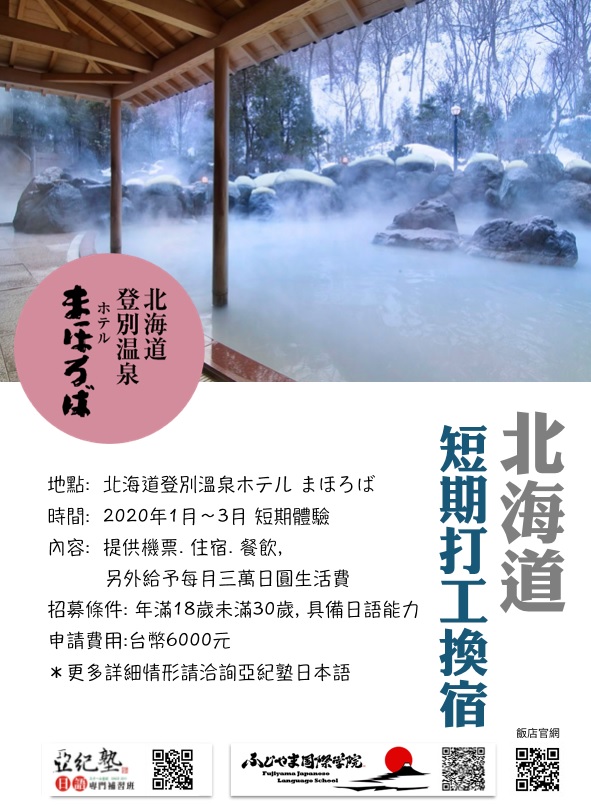 北海道
登別温泉
ホテル
まほろば
北海道
短期打工換宿
地點: 北海道登別溫泉ホテル まほろば
時間: 2020年1月～3月 短期體驗
內容: 提供機票. 住宿. 餐飲,
另外給予每月三萬日圓生活費
招募條件: 年滿18歲未滿30歲, 具備日語能力
申請費用:台幣6000元
＊更多詳細情形請洽詢亞紀塾日本語
飯店官網
亞紀塾
日語專門補習班
ふじやま国際学院
Fujiyama Japanese
Language School